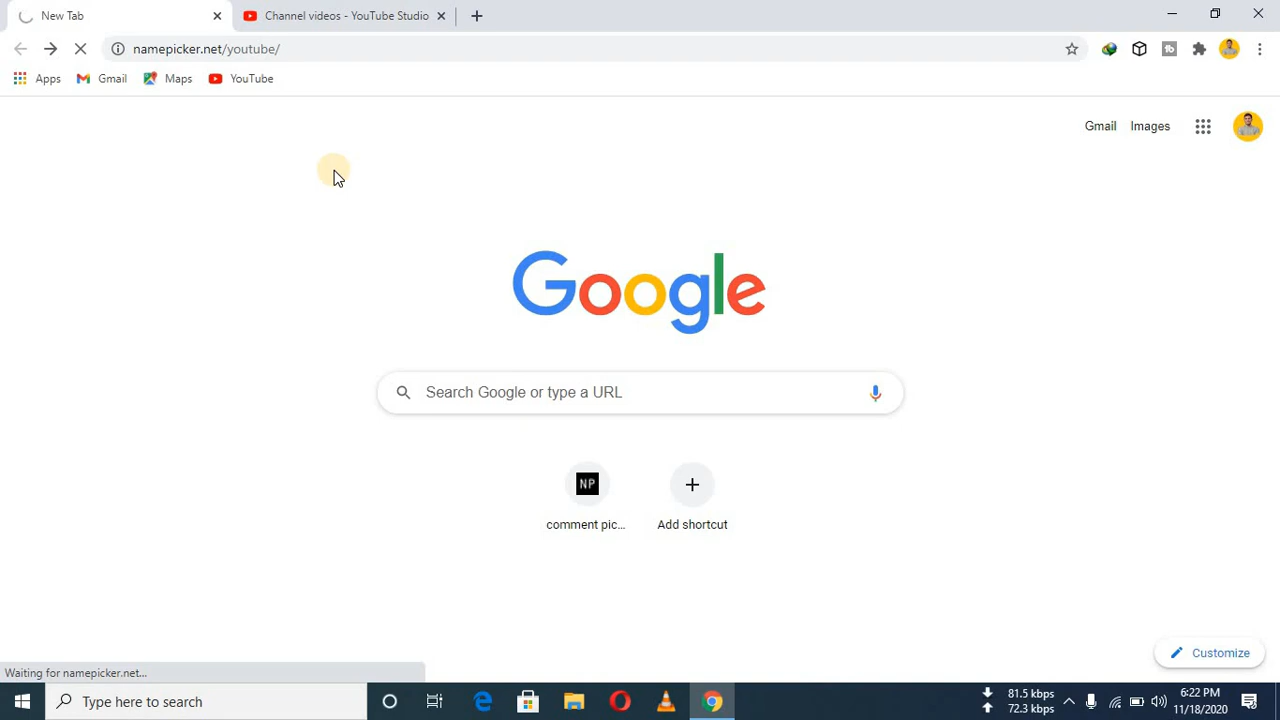 New Tab
Channel videos - YouTube Studio
namepicker.net/youtube/
Apps
Gmail
Maps
YouTube
Gmail
Images
Google
Search Google or type a URL
NP
comment pic...
Add shortcut
Customize
Waiting for namepicker.net...
Type here to search
81.5 kbps
72.3 kbps
6:22 PM
11/18/2020